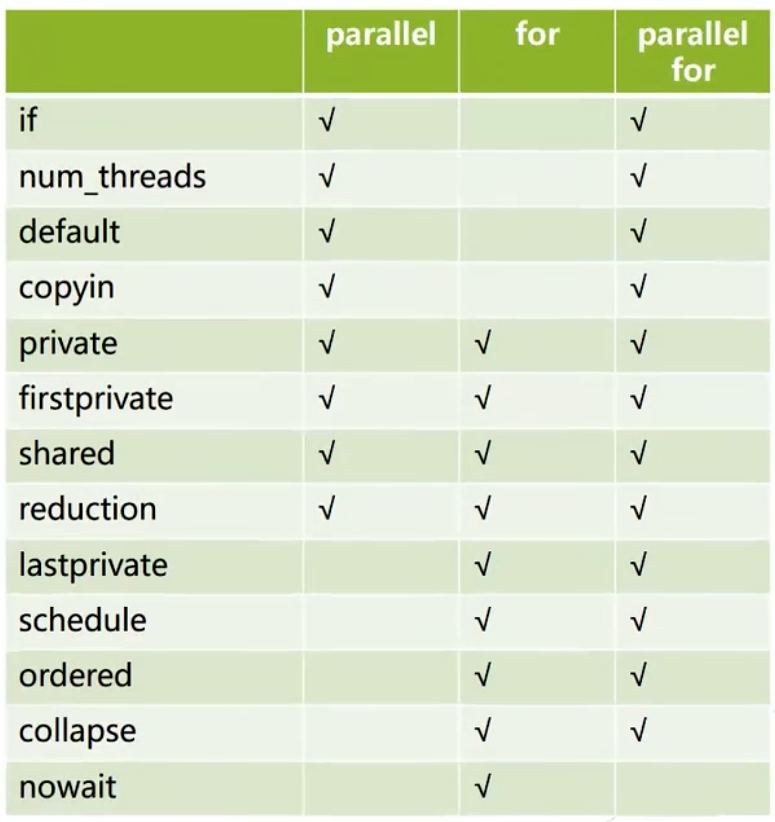 parallel for parallel for
if √ √
num_threads √ √
default √ √
copyin √ √
private √ √ √
firstprivate √ √ √
shared √ √ √
reduction √ √ √
lastprivate √ √
schedule √ √
ordered √ √
collapse √ √
nowait √